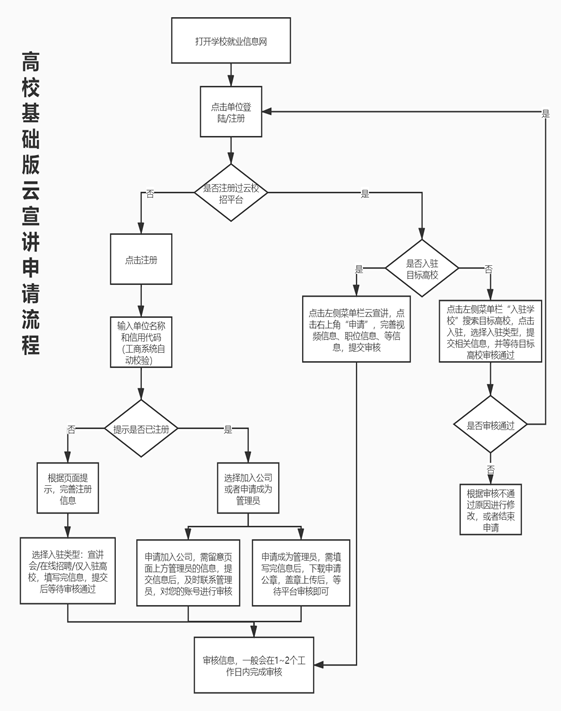 高校基础版云宣讲申请流程
打开学校就业信息网
点击单位登
陆/注册
是
是否注册过云校
招平台
否
是
点击注册
是否入驻
目标高校
是
否
输入单位名称
和信用代码
（工商系统自
动校验）
点击左侧菜单栏云宣讲，点
击右上角“申请”，完善视
频信息、职位信息、等信
息，提交审核
点击左侧菜单栏“入驻学
校”搜索目标高校，点击
入驻，选择入驻类型，提
交相关信息，并等待目标
高校审核通过
提示是否已注册
否
是
是否审核通过
否
根据页面提
示，完善注册
信息
选择加入公司
或者申请成为
管理员
根据审核不通
过原因进行修
改，或者结束
申请
选择入驻类型：宣讲
会/在线招聘/仅入驻高
校，填写完信息，提交
后等待审核通过
申请加入公司，需留意页
面上方管理员的信息，提
交信息后，及时联系管理
员，对您的账号进行审核
申请成为管理员，需填
写完信息后，下载申请
公章，盖章上传后，等
待平台审核即可
审核信息，一般会在1~2个工
作日内完成审核